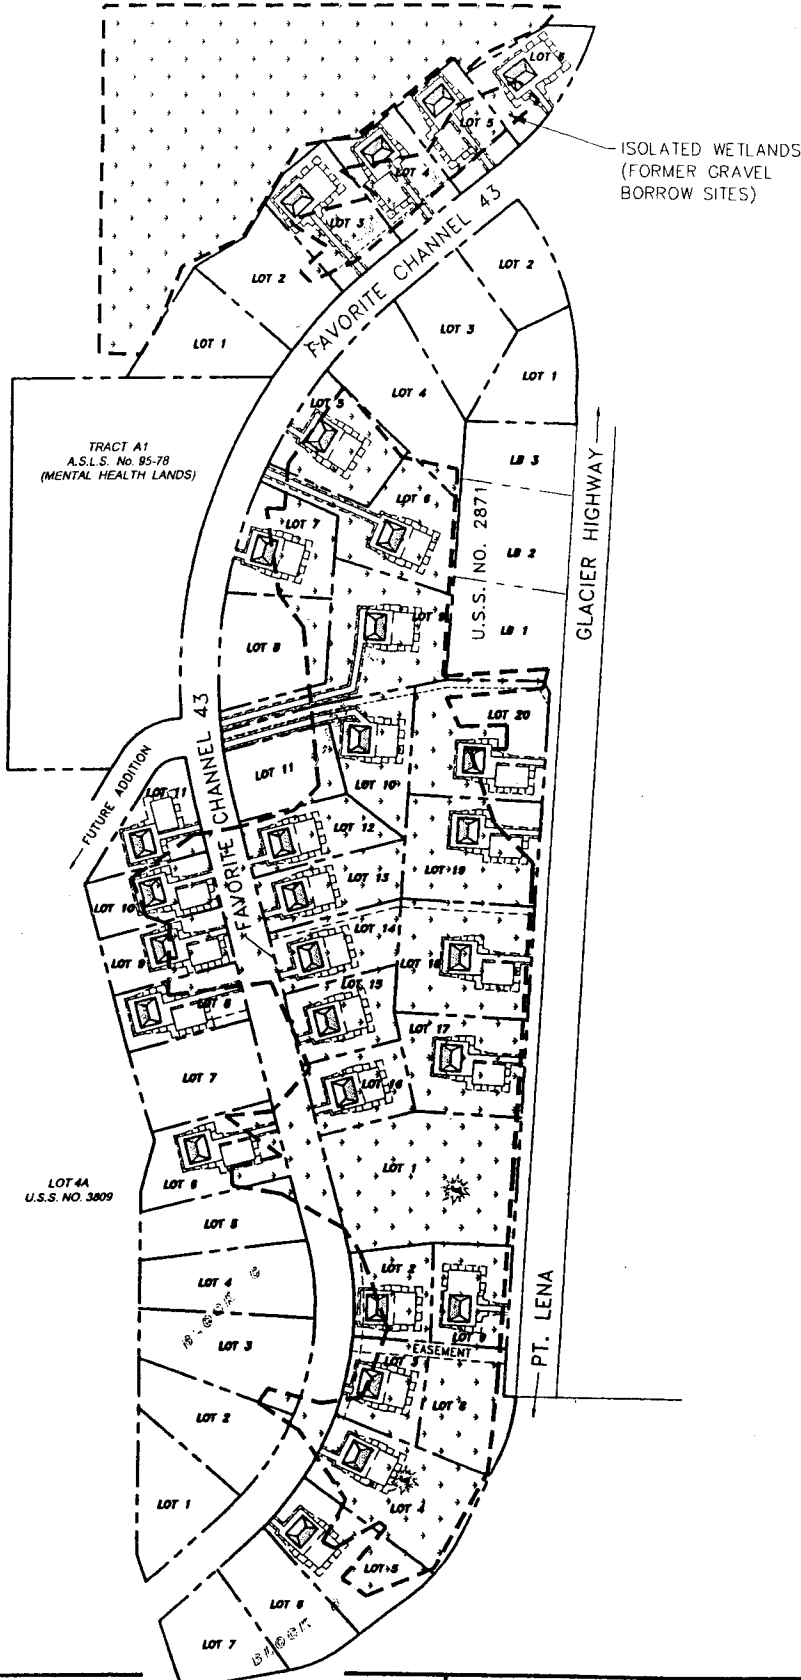 LOT 6
LOT 5
ISOLATED WETLANDS
(FORMER GRAVEL
BORROW SITES)
LOT 4
LOT 3
LOT 2
LOT 1
FAVORITE CHANNEL 43
LOT 2
LOT 3
LOT 1
LOT 4
LOT 5
TRACT A1
A.S.L.S. No. 95-78
(MENTAL HEALTH LANDS)
LB 3
LOT 6
LOT 7
LB 2
U.S.S. NO. 2871
GLACIER HIGHWAY
LOT 9
LB 1
LOT 8
FAVORITE CHANNEL 43
LOT 20
FUTURE ADDITION
LOT 11
LOT 10
LOT 11
LOT 12
LOT 19
LOT 13
LOT 10
LOT 14
LOT 9
LOT 18
LOT 15
LOT 8
LOT 17
LOT 7
LOT 16
LOT 1
LOT 6
LOT 4A
U.S.S. NO. 3809
LOT 5
LOT 2
LOT 4
BLOCK
LOT 9
PT. LENA
LOT 3
EASEMENT
LOT 3
LOT 8
LOT 2
LOT 4
LOT 1
LOT 5
LOT 6
BLOCK
LOT 7